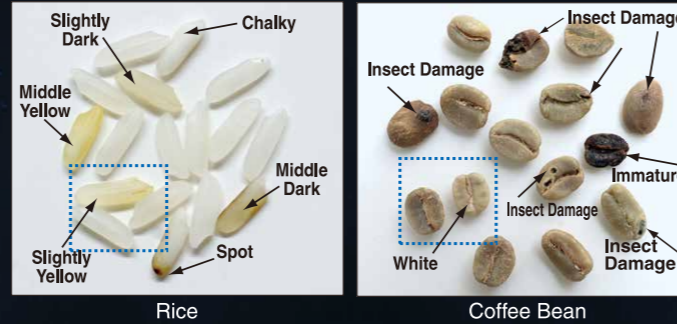 Slightly
Dark
Chalky
Middle
Yellow
Middle
Dark
Slightly
Yellow
Spot
Rice
Insect Damage
Insect Damage
Immature
Insect Damage
White
Insect
Damage
Coffee Bean